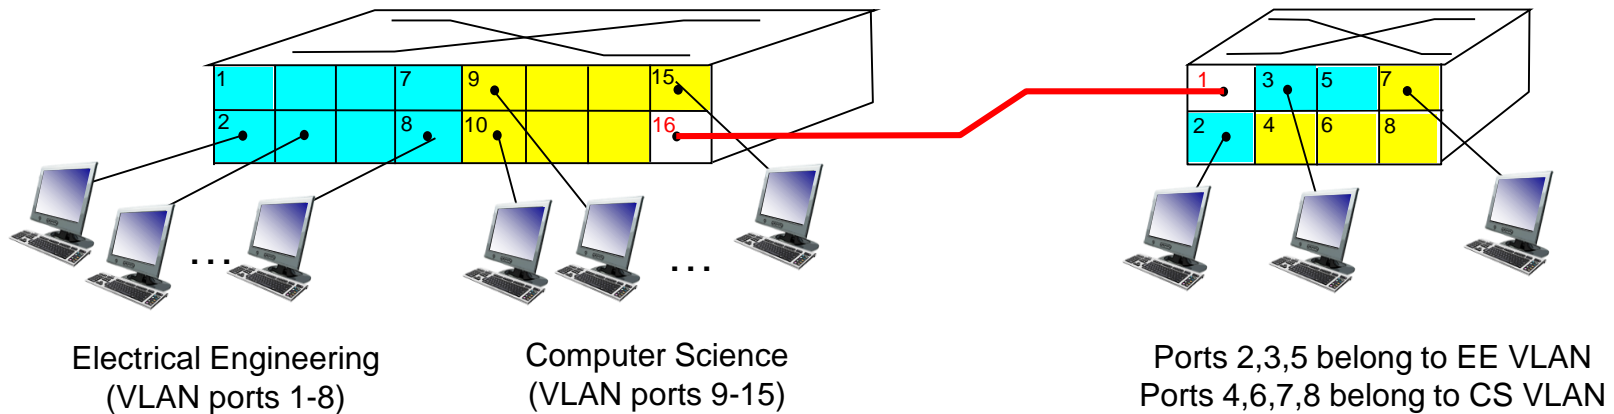 1 7 9 15
2 8 10 16
1 3 5 7
2 4 6 8
... ...
Electrical Engineering
(VLAN ports 1-8)
Computer Science
(VLAN ports 9-15)
Ports 2,3,5 belong to EE VLAN
Ports 4,6,7,8 belong to CS VLAN